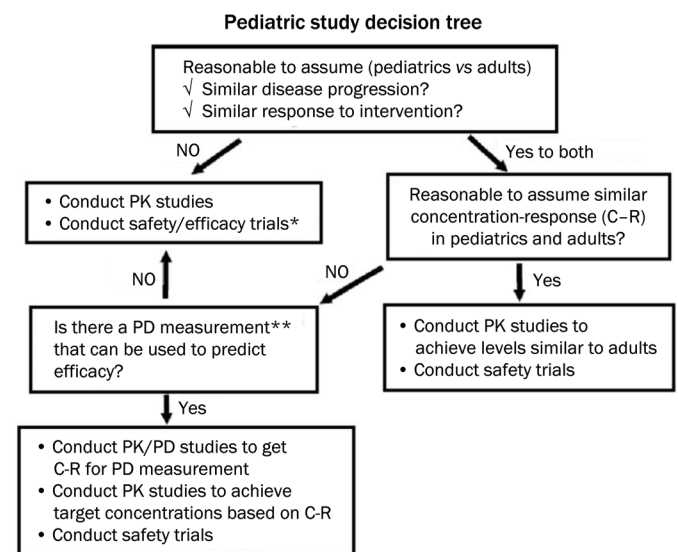 Pediatric study decision tree
Reasonable to assume (pediatrics vs adults)
√ Similar disease progression?
√ Similar response to intervention?
NO
Yes to both
• Conduct PK studies
• Conduct safety/efficacy trials*
Reasonable to assume similar
concentration-response (C–R)
in pediatrics and adults?
NO
NO
Yes
Is there a PD measurement**
that can be used to predict
efficacy?
• Conduct PK studies to
achieve levels similar to adults
• Conduct safety trials
Yes
• Conduct PK/PD studies to get
C-R for PD measurement
• Conduct PK studies to achieve
target concentrations based on C-R
• Conduct safety trials